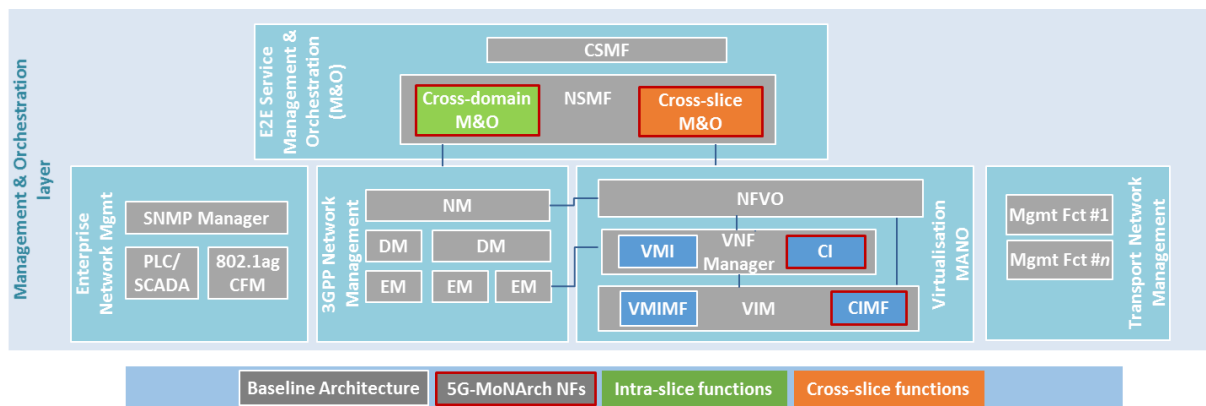 Management & Orchestration
layer
E2E Service
Management &
Orchestration
(M&O)
CSMF
Cross-domain
M&O
NSMF
Cross-slice
M&O
Enterprise
Network Mgmt
SNMP Manager
PLC/
SCADA
802.1ag
CFM
3GPP Network
Management
NM
DM
DM
EM
EM
EM
NFVO
VMI
VNF
Manager
CI
VMIMF
VIM
CIMF
Virtualisation
MANO
Mgmt Fct #1
Mgmt Fct #n
Transport Network
Management
Baseline Architecture
5G-MoNArch NFs
Intra-slice functions
Cross-slice functions